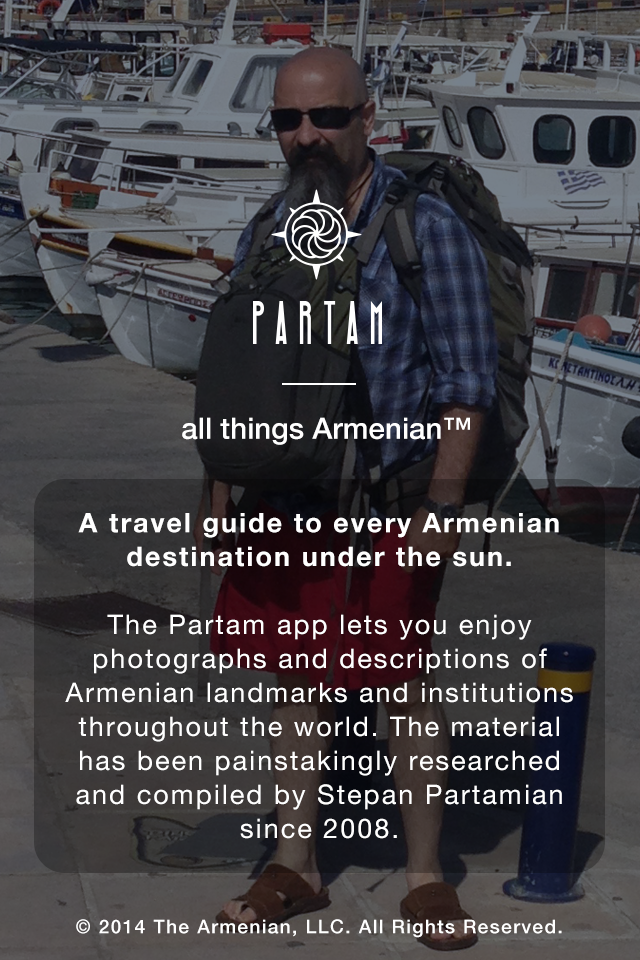 PARTAM
all things Armenian™
A travel guide to every Armenian
destination under the sun.
The Partam app lets you enjoy
photographs and descriptions of
Armenian landmarks and institutions
throughout the world. The material
has been painstakingly researched
and compiled by Stepan Partamian
since 2008.
© 2014 The Armenian, LLC. All Rights Reserved.